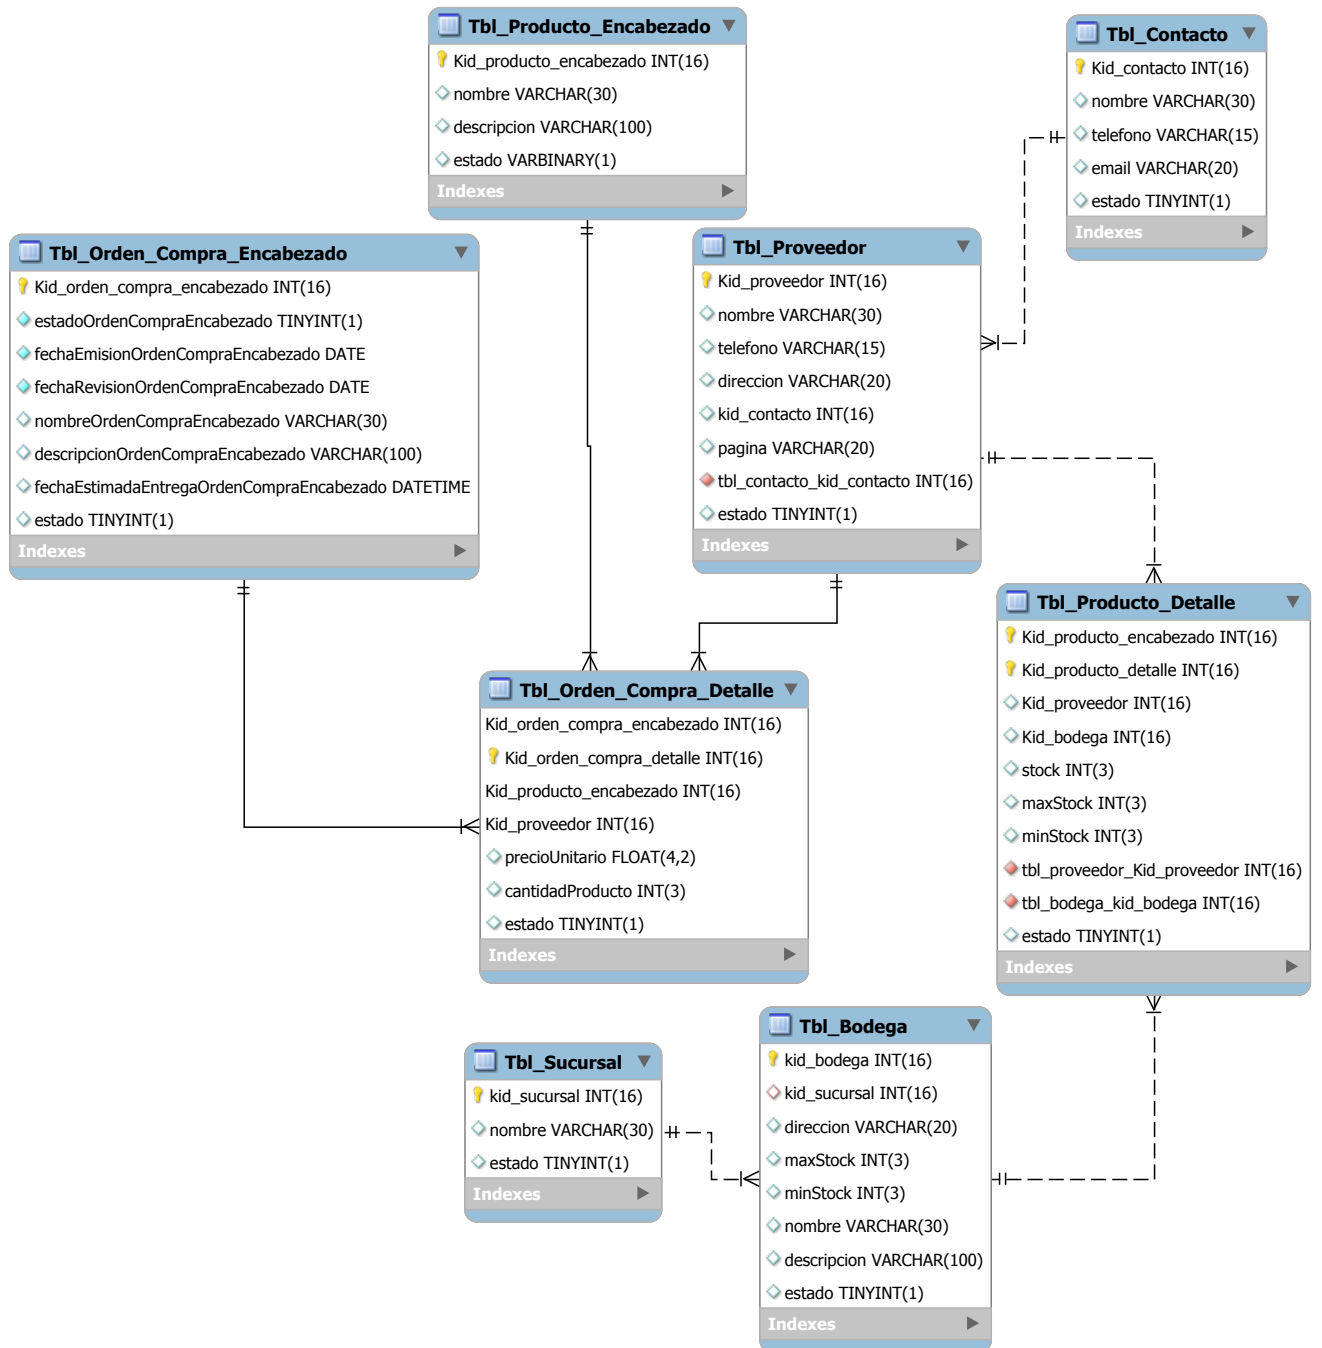 Tbl_Producto_Encabezado
Kid_producto_encabezado INT(16)
nombre VARCHAR(30)
descripcion VARCHAR(100)
estado VARBINARY(1)
Indexes
Tbl_Contacto
Kid_contacto INT(16)
nombre VARCHAR(30)
telefono VARCHAR(15)
email VARCHAR(20)
estado TINYINT(1)
Indexes
Tbl_Orden_Compra_Encabezado
Kid_orden_compra_encabezado INT(16)
estadoOrdenCompraEncabezado TINYINT(1)
fechaEmisionOrdenCompraEncabezado DATE
fechaRevisionOrdenCompraEncabezado DATE
nombreOrdenCompraEncabezado VARCHAR(30)
descripcionOrdenCompraEncabezado VARCHAR(100)
fechaEstimadaEntregaOrdenCompraEncabezado DATETIME
estado TINYINT(1)
Indexes
Tbl_Proveedor
Kid_proveedor INT(16)
nombre VARCHAR(30)
telefono VARCHAR(15)
direccion VARCHAR(20)
kid_contacto INT(16)
pagina VARCHAR(20)
tbl_contacto_kid_contacto INT(16)
estado TINYINT(1)
Indexes
Tbl_Producto_Detalle
Kid_producto_encabezado INT(16)
Kid_producto_detalle INT(16)
Kid_proveedor INT(16)
Kid_bodega INT(16)
stock INT(3)
maxStock INT(3)
minStock INT(3)
tbl_proveedor_Kid_proveedor INT(16)
tbl_bodega_kid_bodega INT(16)
estado TINYINT(1)
Indexes
Tbl_Orden_Compra_Detalle
Kid_orden_compra_encabezado INT(16)
Kid_orden_compra_detalle INT(16)
Kid_producto_encabezado INT(16)
Kid_proveedor INT(16)
precioUnitario FLOAT(4,2)
cantidadProducto INT(3)
estado TINYINT(1)
Indexes
Tbl_Sucursal
kid_sucursal INT(16)
nombre VARCHAR(30)
estado TINYINT(1)
Indexes
Tbl_Bodega
kid_bodega INT(16)
kid_sucursal INT(16)
direccion VARCHAR(20)
maxStock INT(3)
minStock INT(3)
nombre VARCHAR(30)
descripcion VARCHAR(100)
estado TINYINT(1)
Indexes